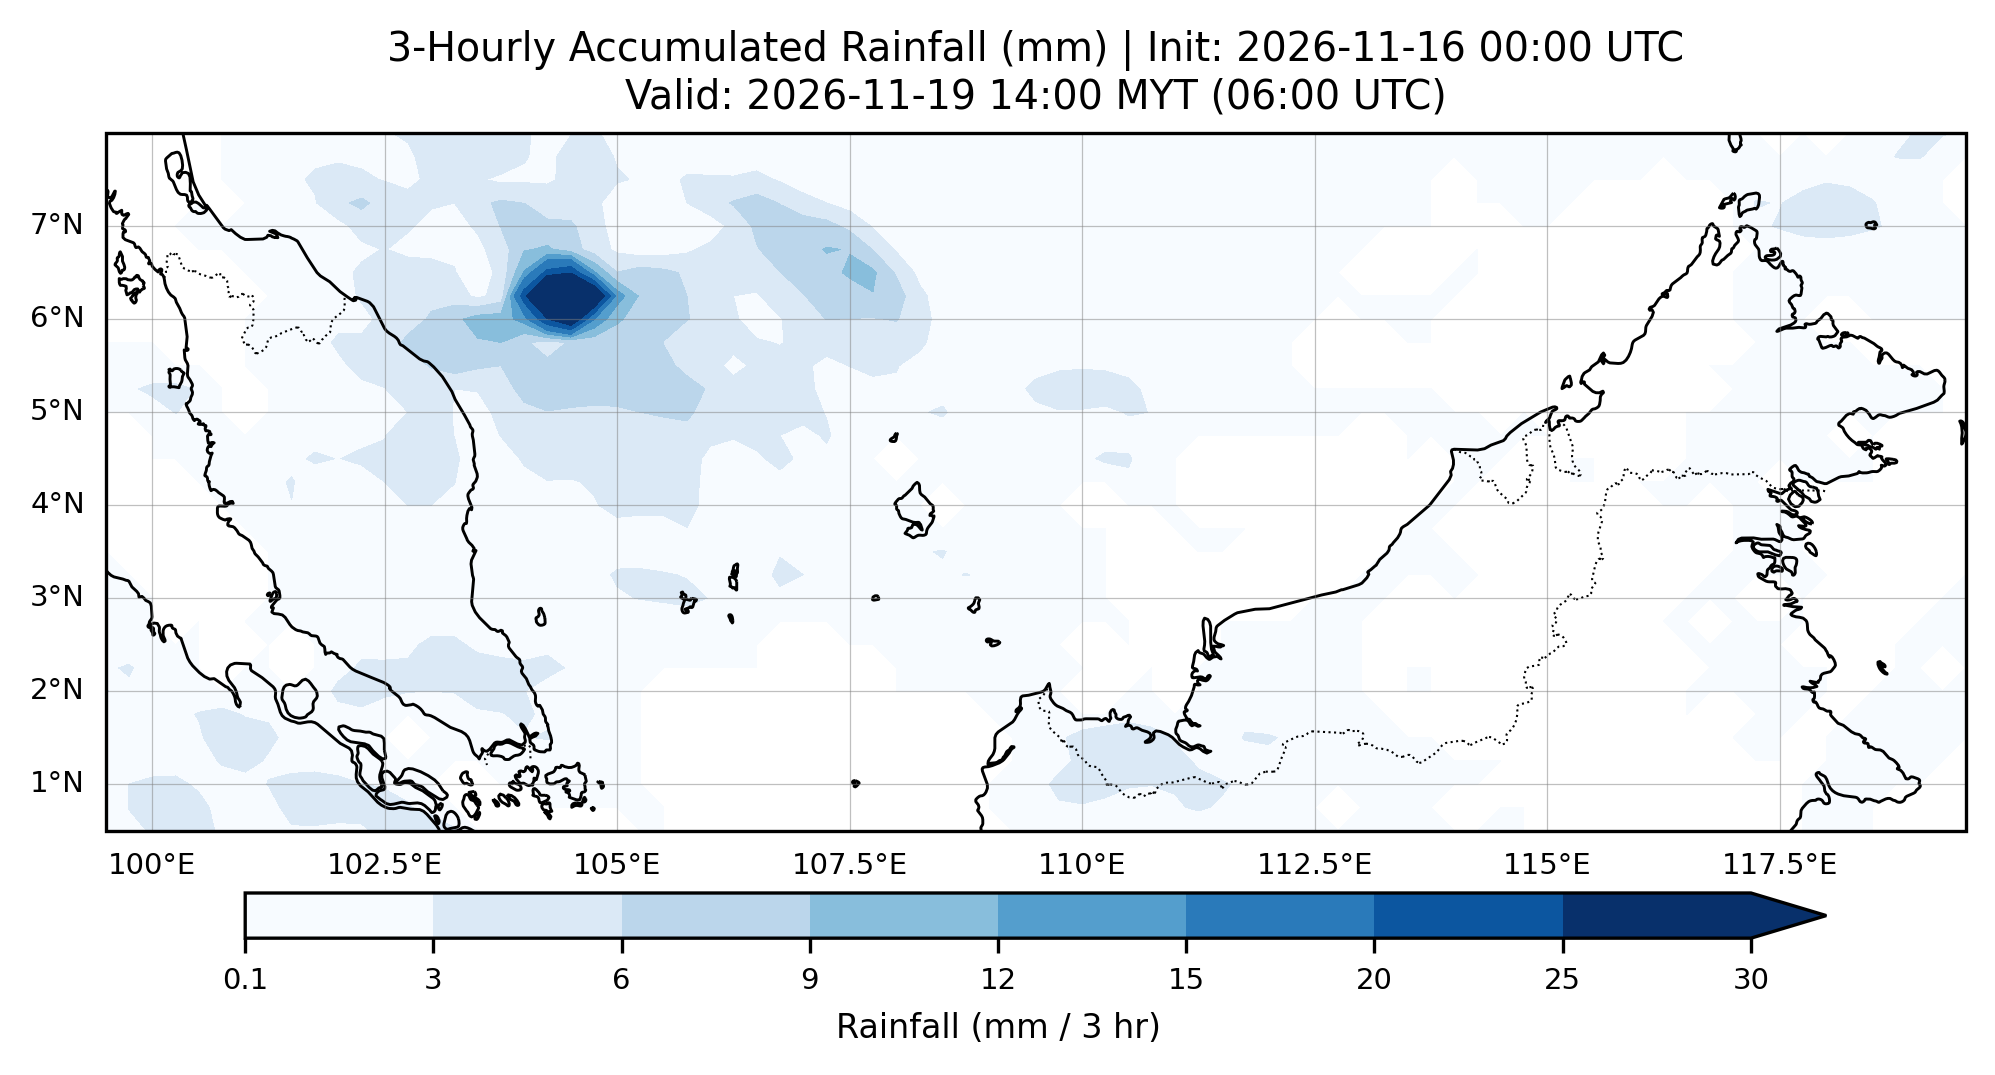 3-Hourly Accumulated Rainfall (mm) | Init: 2026-11-16 00:00 UTC
Valid: 2026-11-19 14:00 MYT (06:00 UTC)
7°N
6°N
5°N
4°N
3°N
2°N
1°N
100°E 102.5°E 105°E 107.5°E 110°E 112.5°E 115°E 117.5°E
0.1 3 6 9 12 15 20 25 30
Rainfall (mm / 3 hr)